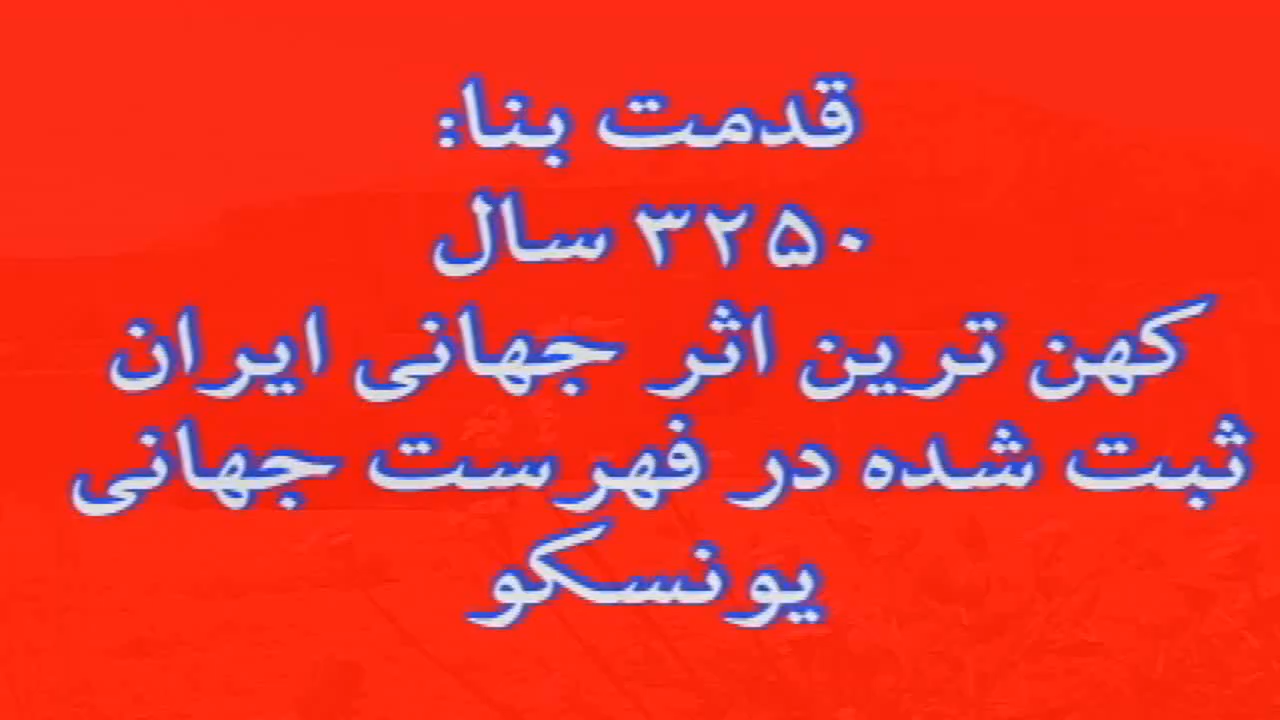 قدمت بنا:
۳۲۵۰ سال
کهن ترین اثر جهانی ایران
ثبت شده در فهرست جهانی
یونسکو